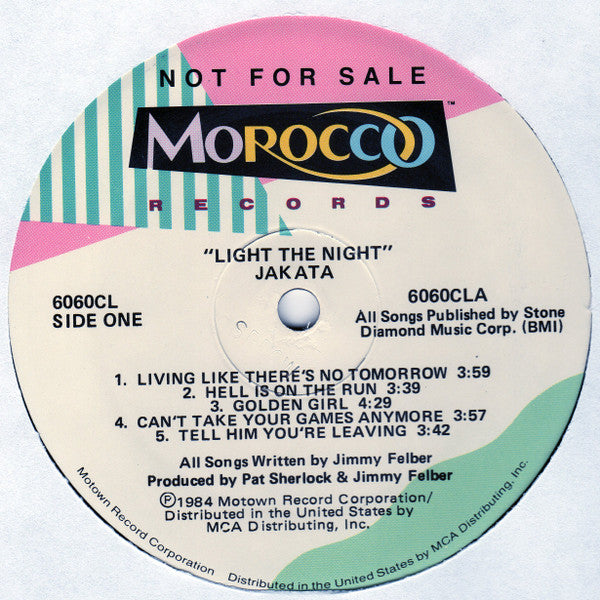 NOT FOR SALE
MOROCCO™
RECORDS
"LIGHT THE NIGHT"
JAKATA
6060CL
SIDE ONE
6060CLA
All Songs Published by Stone
Diamond Music Corp. (BMI)
1. LIVING LIKE THERE'S NO TOMORROW 3:59
2. HELL IS ON THE RUN 3:39
3. GOLDEN GIRL 4:29
4. CAN'T TAKE YOUR GAMES ANYMORE 3:57
5. TELL HIM YOU'RE LEAVING 3:42
All Songs Written by Jimmy Felber
Produced by Pat Sherlock & Jimmy Felber
℗1984 Motown Record Corporation/
Distributed in the United States by
MCA Distributing, Inc.
Motown Record Corporation
Distributed in the United States by MCA Distributing, Inc.